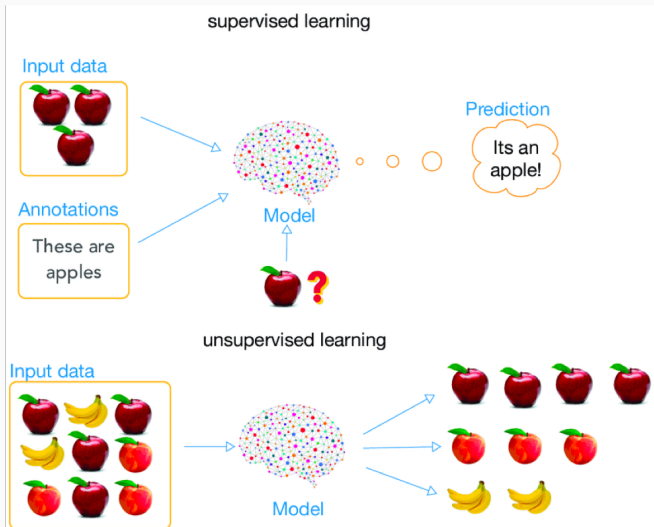 supervised learning
Input data
Prediction
Its an
apple!
Annotations
These are
apples
Model
?
unsupervised learning
Input data
Model